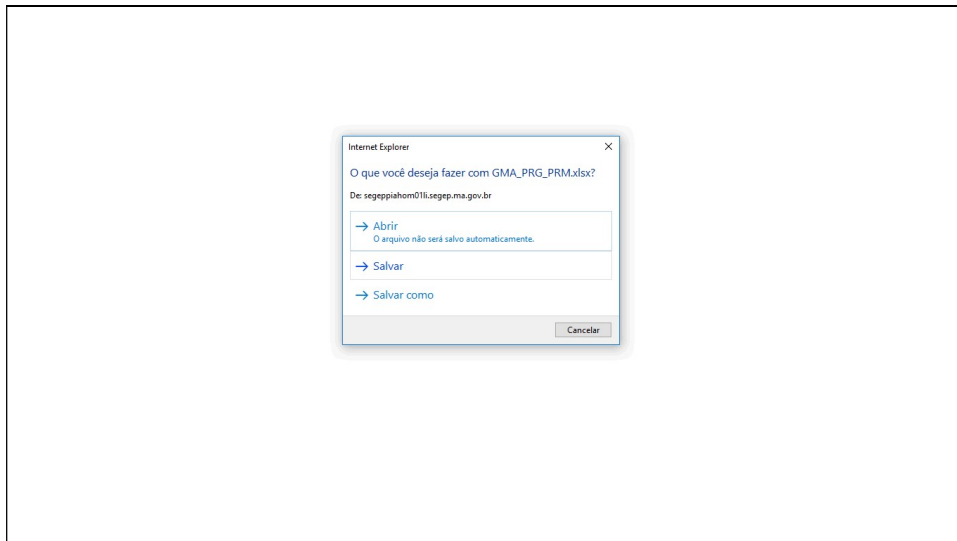 Internet Explorer
O que você deseja fazer com GMA_PRG_PRM.xlsx?
De: segeppiahom01li.segep.ma.gov.br
Abrir
O arquivo não será salvo automaticamente.
Salvar
Salvar como
Cancelar